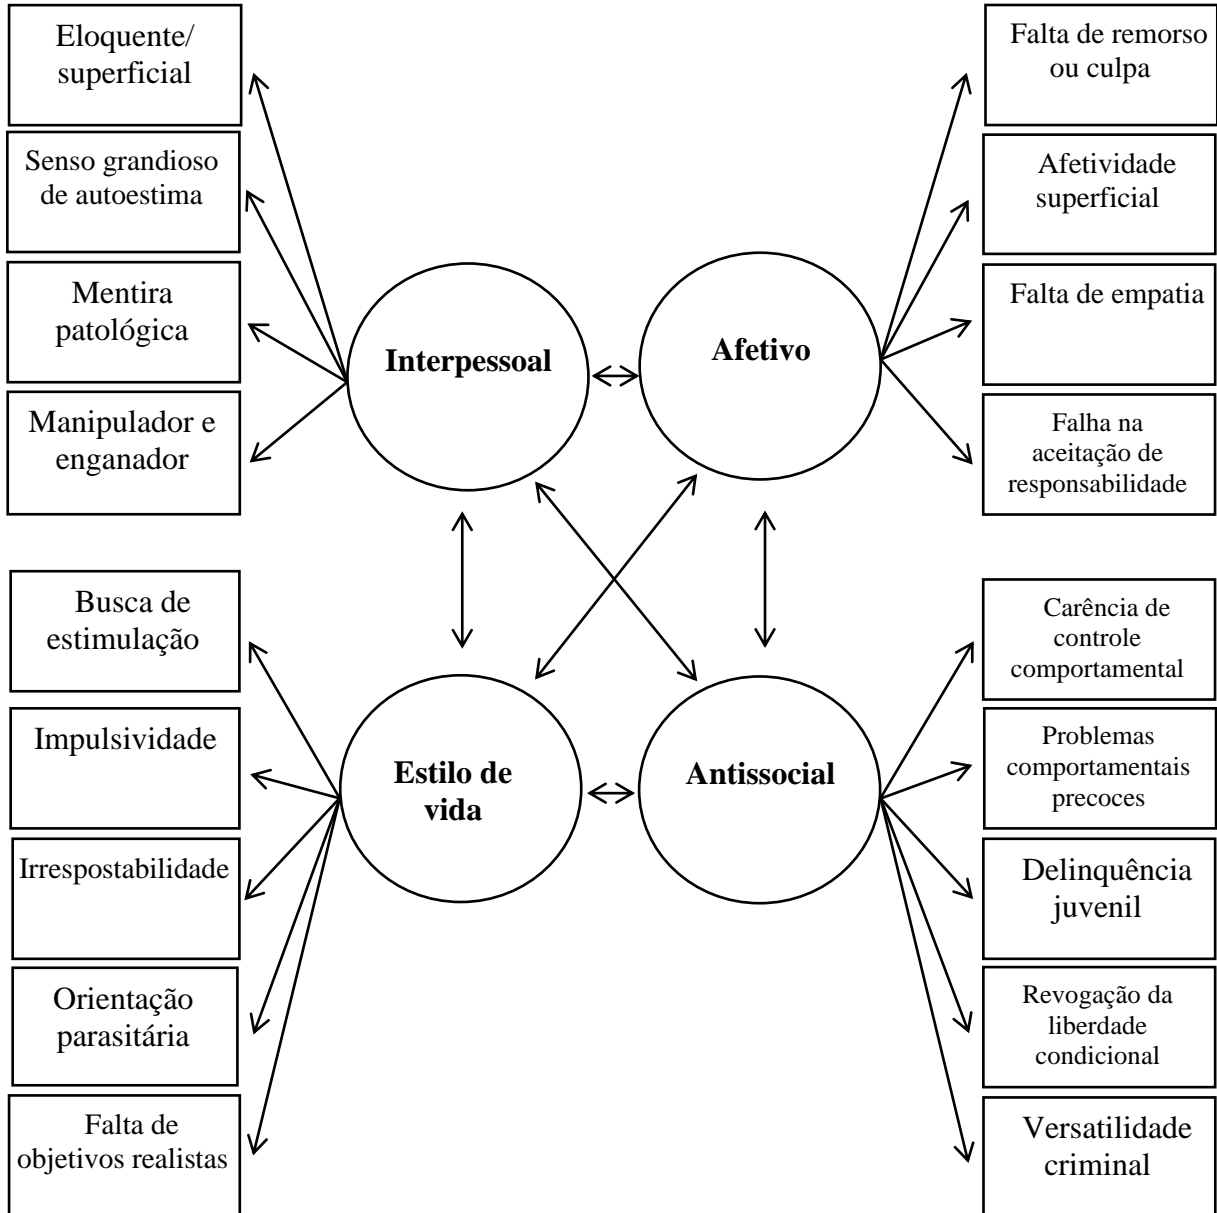 Eloquente/
superficial
Senso grandioso
de autoestima
Mentira
patológica
Manipulador e
enganador
Falta de remorso
ou culpa
Afetividade
superficial
Falta de empatia
Falha na
aceitação de
responsabilidade
Interpessoal
Afetivo
Estilo de
vida
Antissocial
Busca de
estimulação
Impulsividade
Irrespostabilidade
Orientação
parasitária
Falta de
objetivos realistas
Carência de
controle
comportamental
Problemas
comportamentais
precoces
Delinquência
juvenil
Revogação da
liberdade
condicional
Versatilidade
criminal